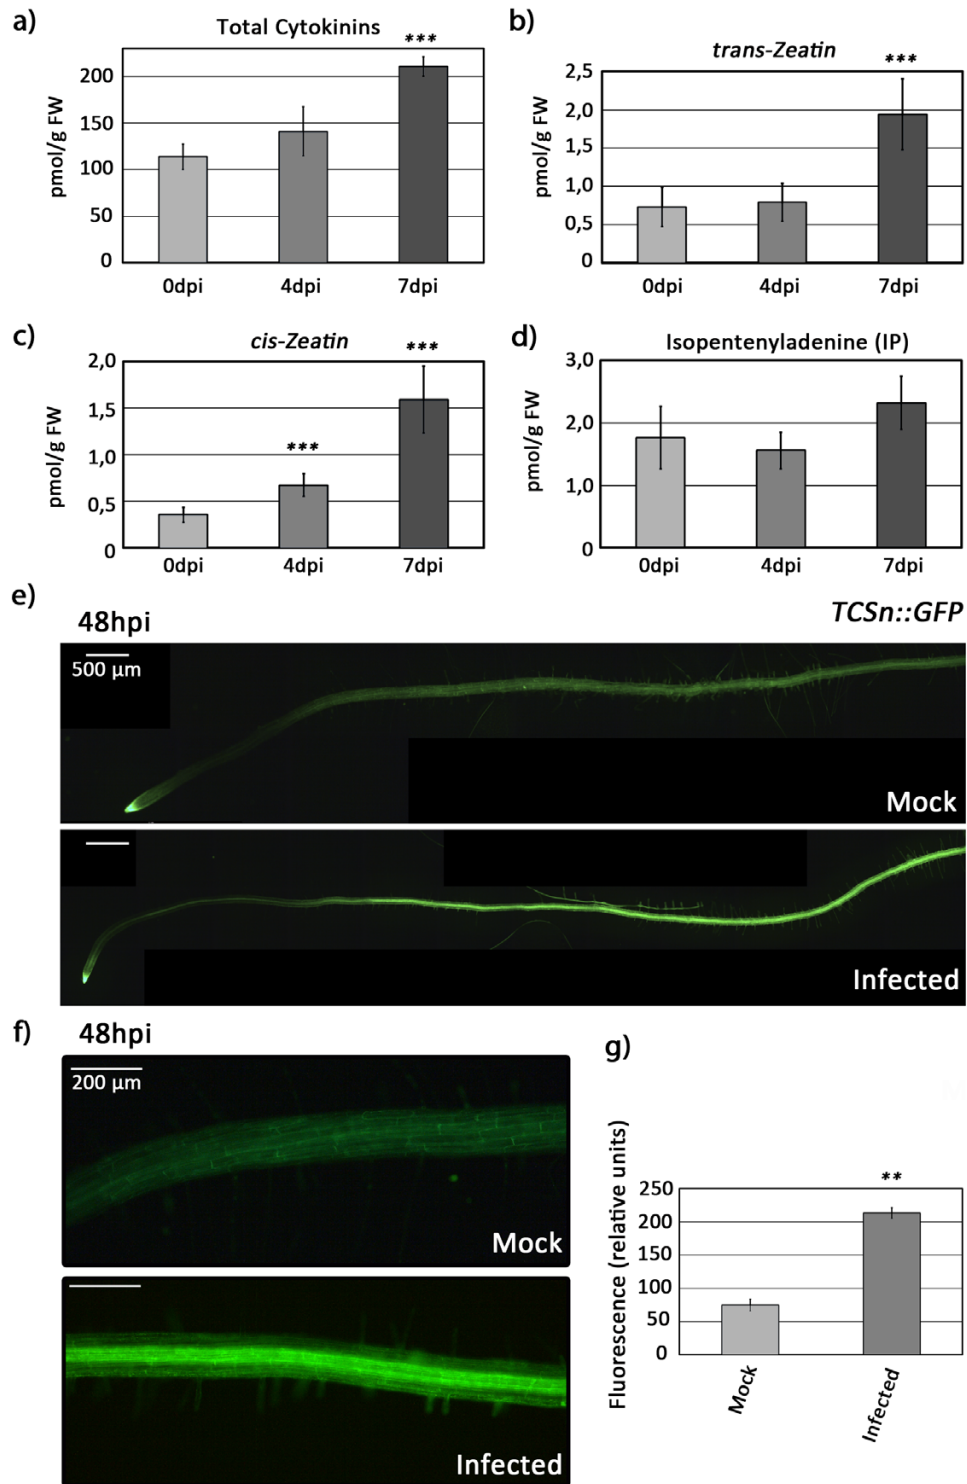 a)
Total Cytokinins
***
pmol/g FW
200
150
100
50
0
0dpi 4dpi 7dpi
b)
trans-Zeatin
***
pmol/g FW
2,5
2,0
1,5
1,0
0,5
0
0dpi 4dpi 7dpi
c)
cis-Zeatin
***
***
pmol/g FW
2,0
1,5
1,0
0,5
0
0dpi 4dpi 7dpi
d)
Isopentenyladenine (IP)
pmol/g FW
3,0
2,0
1,0
0
0dpi 4dpi 7dpi
e)
48hpi
TCSn::GFP
500 µm
Mock
Infected
f)
48hpi
200 µm
Mock
Infected
g)
Fluorescence (relative units)
**
250
200
150
100
50
0
Mock
Infected